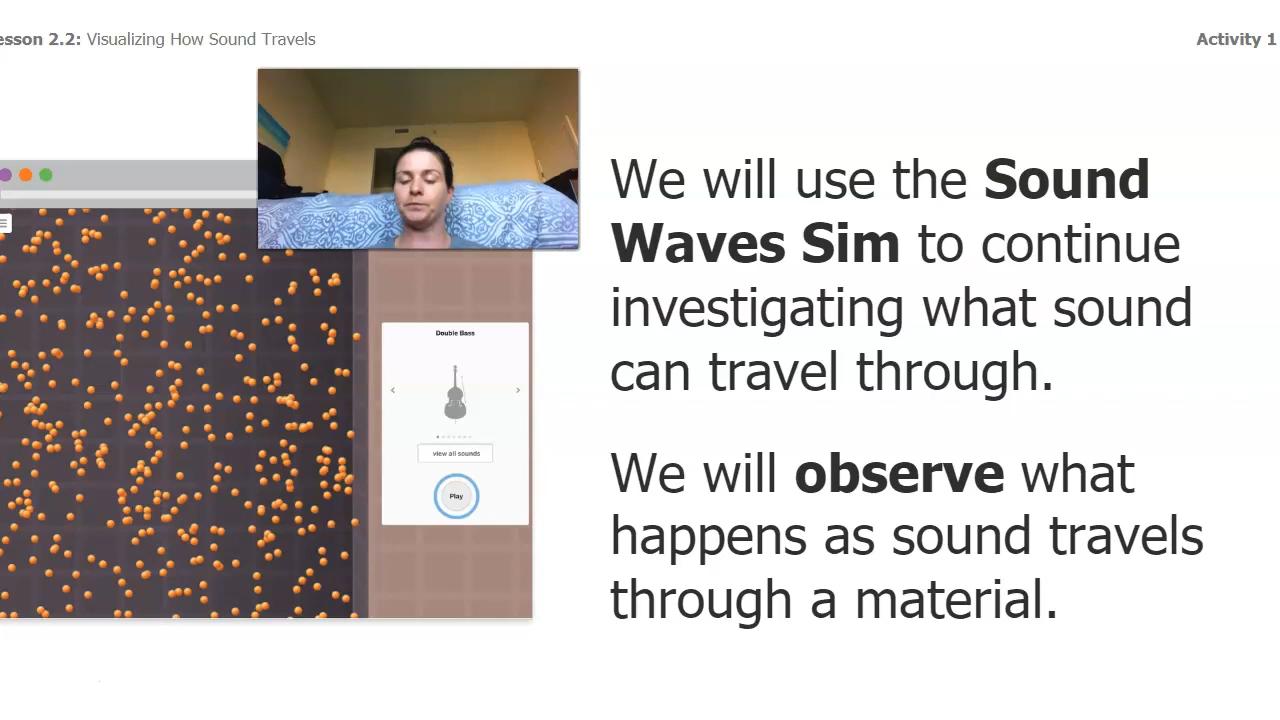 esson 2.2: Visualizing How Sound Travels
Activity 1
We will use the Sound
Waves Sim to continue
investigating what sound
can travel through.
We will observe what
happens as sound travels
through a material.
Double Bass
view all sounds
Play